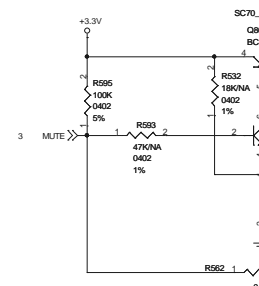 SC70_
+3.3V
Q8
BC
4
2
2
R595
100K
0402
5%
R532
18K/NA
0402
1%
1
1
R593
3 MUTE 1 2 2
47K/NA
0402
1%
R562 1